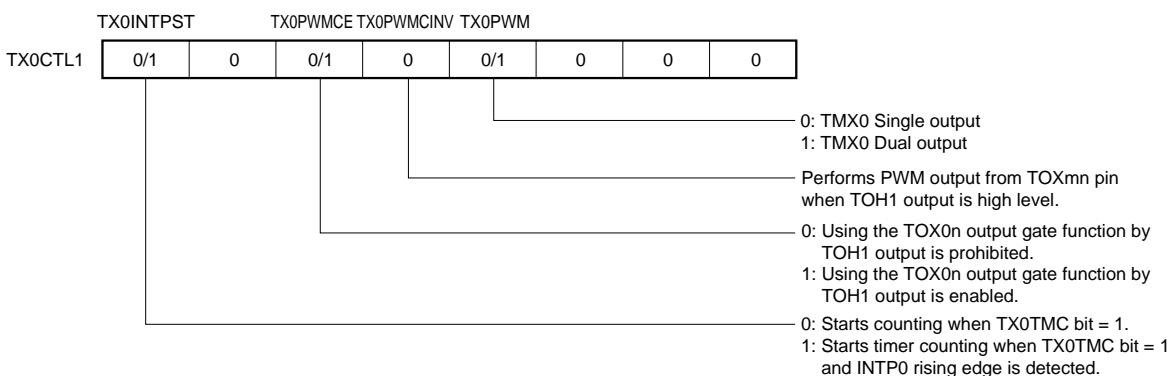 TX0INTPST TX0PWMCE TX0PWMCINV TX0PWM
TX0CTL1 0/1 0 0/1 0 0/1 0 0 0
0: TMX0 Single output
1: TMX0 Dual output
Performs PWM output from TOXmn pin
when TOH1 output is high level.
0: Using the TOX0n output gate function by
TOH1 output is prohibited.
1: Using the TOX0n output gate function by
TOH1 output is enabled.
0: Starts counting when TX0TMC bit = 1.
1: Starts timer counting when TX0TMC bit = 1
and INTP0 rising edge is detected.